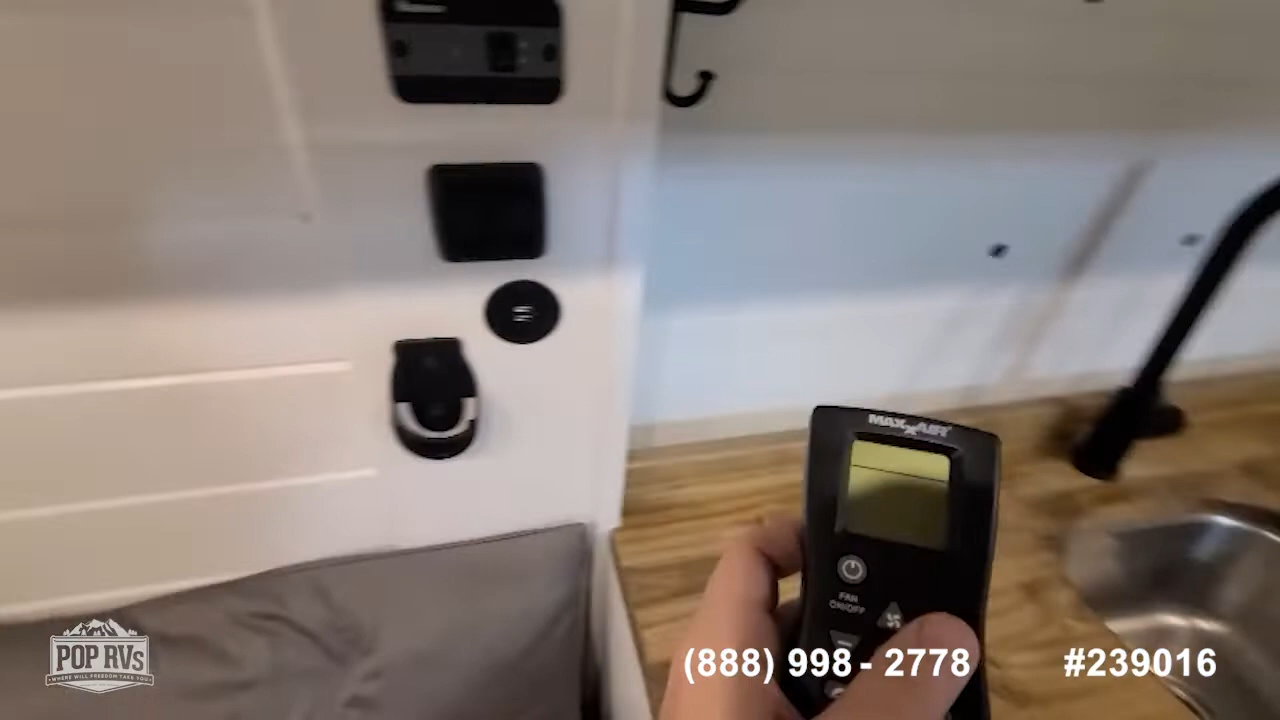 MAXXAIR
FAN
ON/OFF
POP RVs
WHERE WILL FREEDOM TAKE YOU
(888) 998 - 2778
#239016